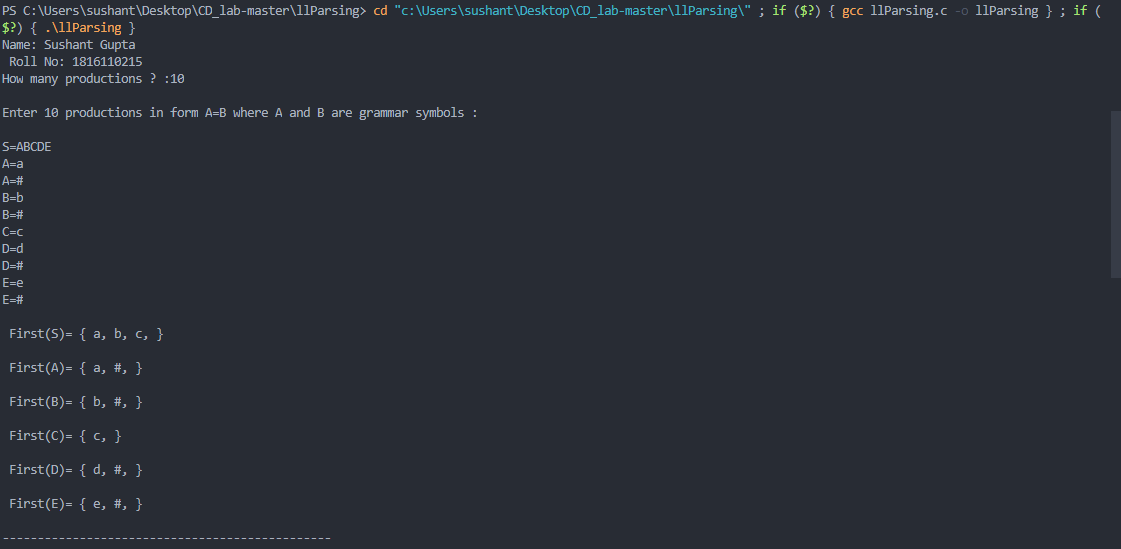 PS C:\Users\sushant\Desktop\CD_lab-master\llParsing> cd "c:\Users\sushant\Desktop\CD_lab-master\llParsing\" ; if ($?) { gcc llParsing.c -o llParsing } ; if (
$?) { .\llParsing }
Name: Sushant Gupta
Roll No: 1816110215
How many productions ? :10
Enter 10 productions in form A=B where A and B are grammar symbols :
S=ABCDE
A=a
A=#
B=b
B=#
C=c
D=d
D=#
E=e
E=#
First(S)= { a, b, c, }
First(A)= { a, #, }
First(B)= { b, #, }
First(C)= { c, }
First(D)= { d, #, }
First(E)= { e, #, }
-----------------------------------------------